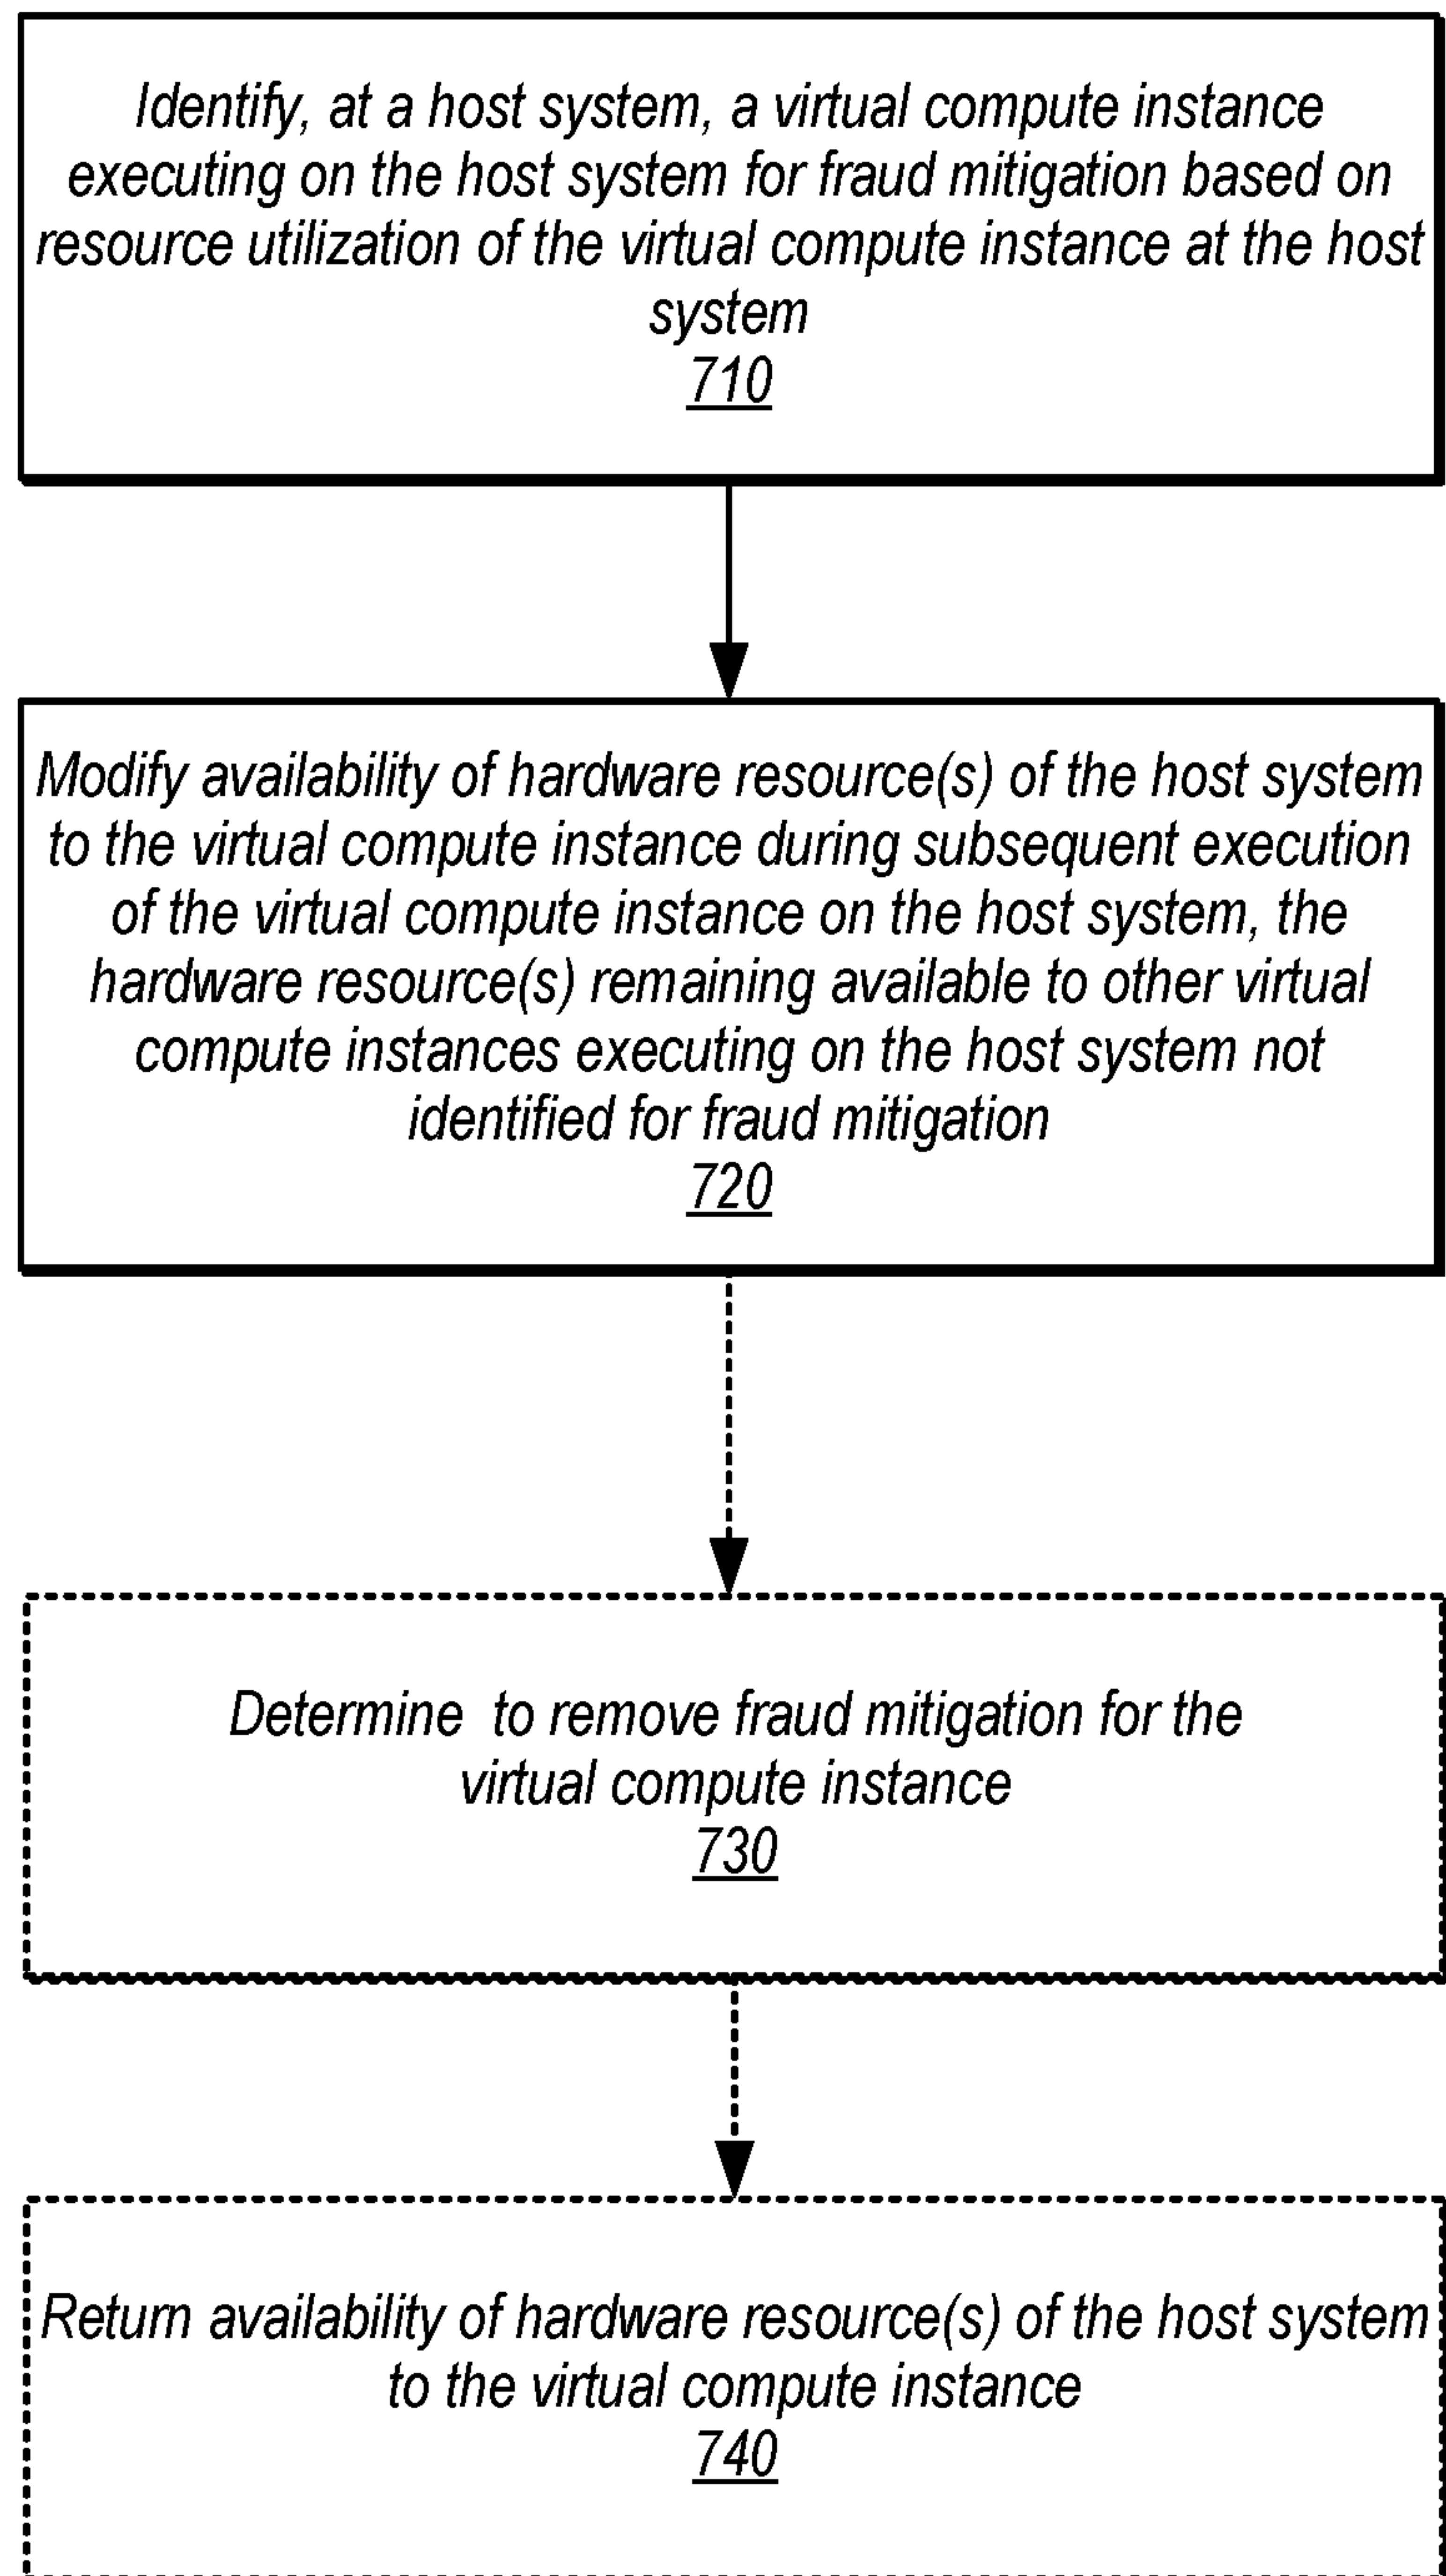 Identify, at a host system, a virtual compute instance
executing on the host system for fraud mitigation based on
resource utilization of the virtual compute instance at the host
system
710
Modify availability of hardware resource(s) of the host system
to the virtual compute instance during subsequent execution
of the virtual compute instance on the host system, the
hardware resource(s) remaining available to other virtual
compute instances executing on the host system not
identified for fraud mitigation
720
Determine to remove fraud mitigation for the
virtual compute instance
730
Return availability of hardware resource(s) of the host system
to the virtual compute instance
740